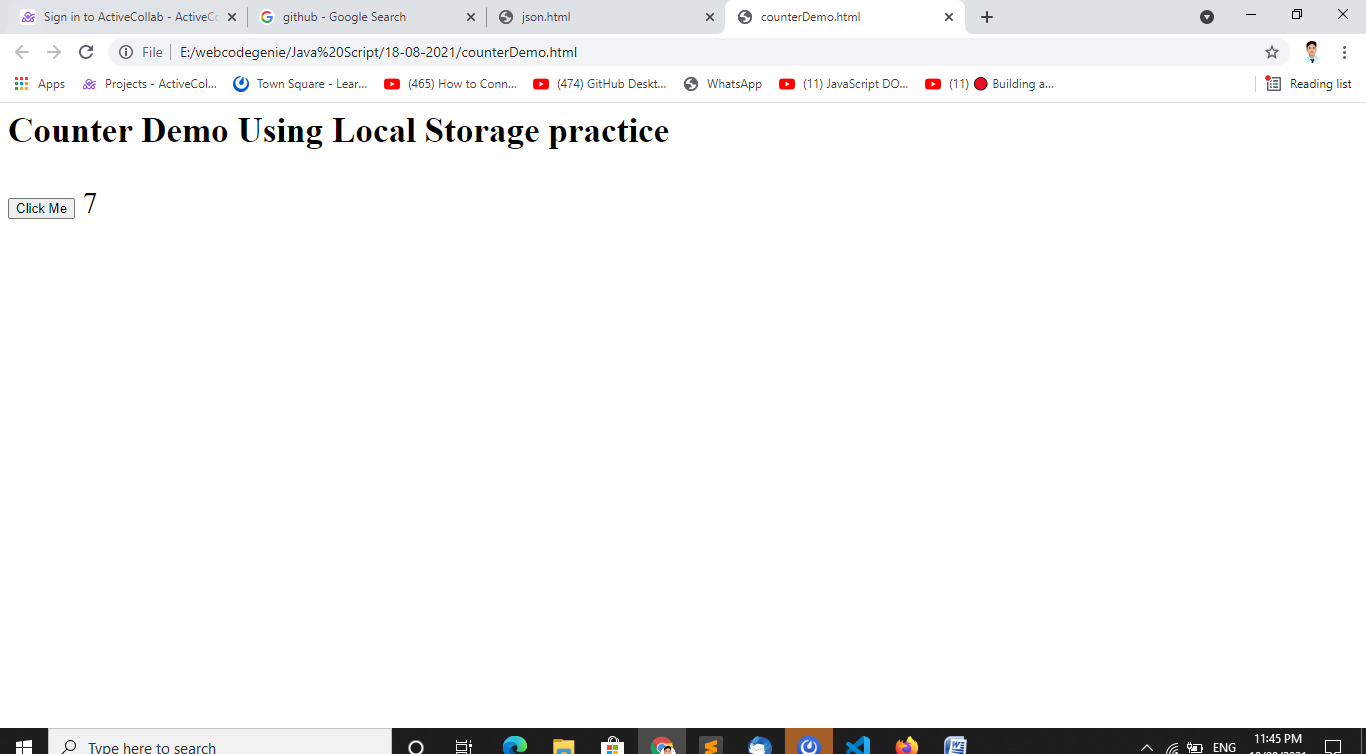 Sign in to ActiveCollab - ActiveC
github - Google Search
json.html
counterDemo.html
File
E:/webcodegenie/Java%20Script/18-08-2021/counterDemo.html
Apps
Projects - ActiveCol...
Town Square - Lear...
(465) How to Conn...
(474) GitHub Deskt...
WhatsApp
(11) JavaScript DO...
(11) 🔴 Building a...
Reading list
Counter Demo Using Local Storage practice
Click Me 7
Type here to search
ENG
11:45 PM